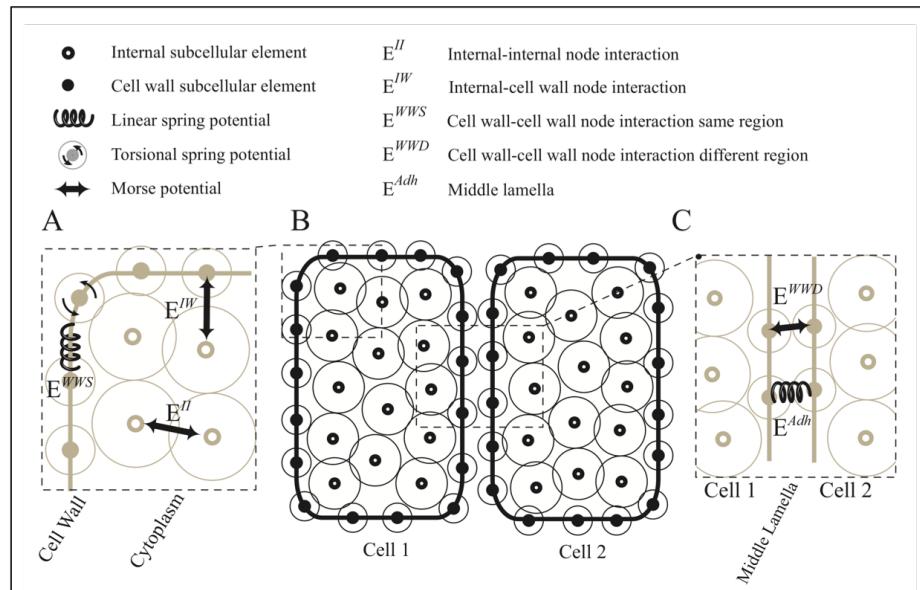 Internal subcellular element
Cell wall subcellular element
Linear spring potential
Torsional spring potential
Morse potential
E^II Internal-internal node interaction
E^IW Internal-cell wall node interaction
E^WWS Cell wall-cell wall node interaction same region
E^WWD Cell wall-cell wall node interaction different region
E^Adh Middle lamella
A
E^IW
E^WWS
E^II
Cell Wall
Cytoplasm
B
Cell 1
Cell 2
C
E^WWD
E^Adh
Cell 1
Cell 2
Middle Lamella